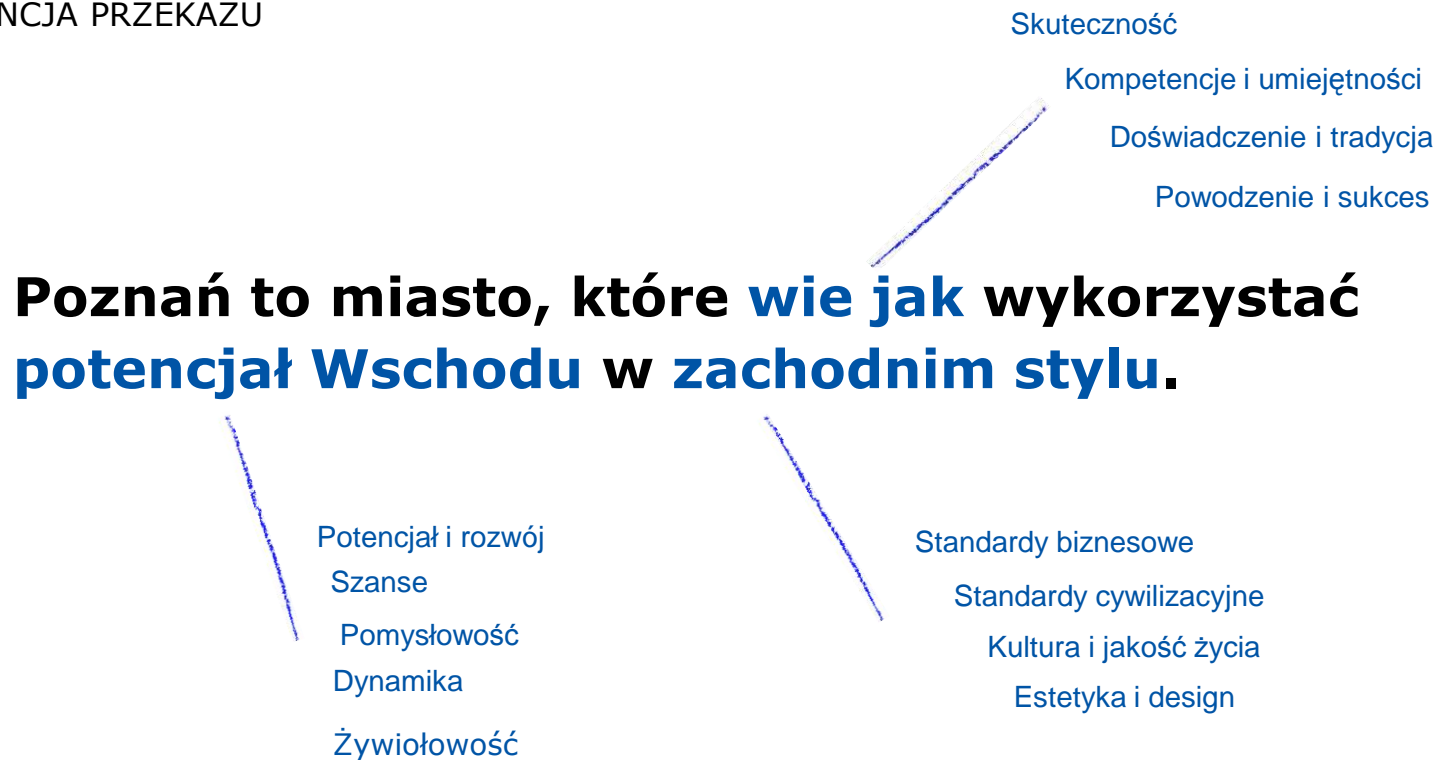 NCJA PRZEKAZU
Skuteczność
Kompetencje i umiejętności
Doświadczenie i tradycja
Powodzenie i sukces
Poznań to miasto, które wie jak wykorzystać
potencjał Wschodu w zachodnim stylu.
Potencjał i rozwój
Szanse
Pomysłowość
Dynamika
Żywiołowość
Standardy biznesowe
Standardy cywilizacyjne
Kultura i jakość życia
Estetyka i design